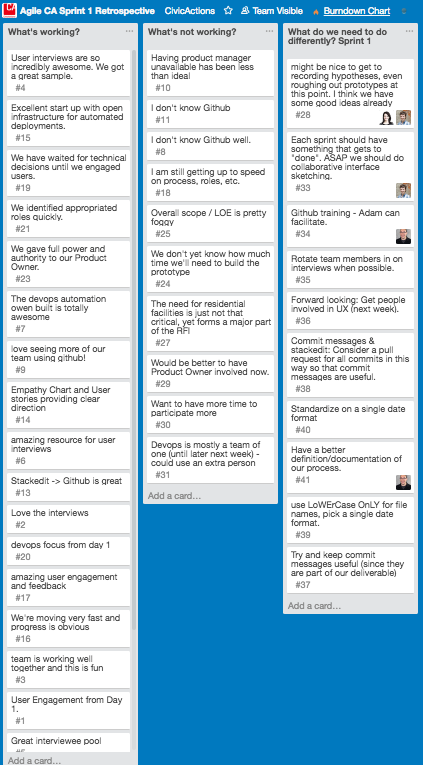 Agile CA Sprint 1 Retrospective CivicActions Team Visible Burndown Chart
What's working?
User interviews are so
incredibly awesome. We got
a great sample.
#4
Excellent start up with open
infrastructure for automated
deployments.
#15
We have waited for technical
decisions until we engaged
users.
#19
We identified appropriated
roles quickly.
#21
We gave full power and
authority to our Product
Owner.
#23
The devops automation
owen built is totally
awesome
#7
love seeing more of our
team using github!
#9
Empathy Chart and User
stories providing clear
direction
#14
amazing resource for user
interviews
#6
Stackedit -> Github is great
#13
Love the interviews
#2
devops focus from day 1
#20
amazing user engagement
and feedback
#17
We're moving very fast and
progress is obvious
#16
team is working well
together and this is fun
#3
User Engagement from Day
1.
#1
Great interviewee pool
Add a card…
What's not working?
Having product manager
unavailable has been less
than ideal
#10
I don't know Github
#11
I don't know Github well.
#8
I am still getting up to speed
on process, roles, etc.
#18
Overall scope / LOE is pretty
foggy
#25
We don't yet know how much
time we'll need to build the
prototype
#24
The need for residential
facilities is just not that
critical, yet forms a major part
of the RFI
#27
Would be better to have
Product Owner involved now.
#29
Want to have more time to
participate more
#30
Devops is mostly a team of
one (until later next week) -
could use an extra person
#31
Add a card…
What do we need to do
differently? Sprint 1
might be nice to get to
recording hypotheses, even
roughing out prototypes at
this point. I think we have
some good ideas already
#28
Each sprint should have
something that gets to
"done". ASAP we should do
collaborative interface
sketching.
#33
Github training - Adam can
facilitate.
#34
Rotate team members in on
interviews when possible.
#35
Forward looking: Get people
involved in UX (next week).
#36
Commit messages &
stackedit: Consider a pull
request for all commits in this
way so that commit
messages are useful.
#38
Standardize on a single date
format
#40
Have a better
definition/documentation of
our process.
#41
use LoWErCase OnLY for file
names, pick a single date
format.
#39
Try and keep commit
messages useful (since they
are part of our deliverable)
#37
Add a card…